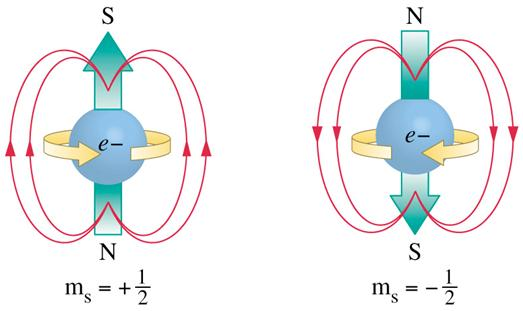 S N
e− e−
N S
mₛ = +½ mₛ = −½